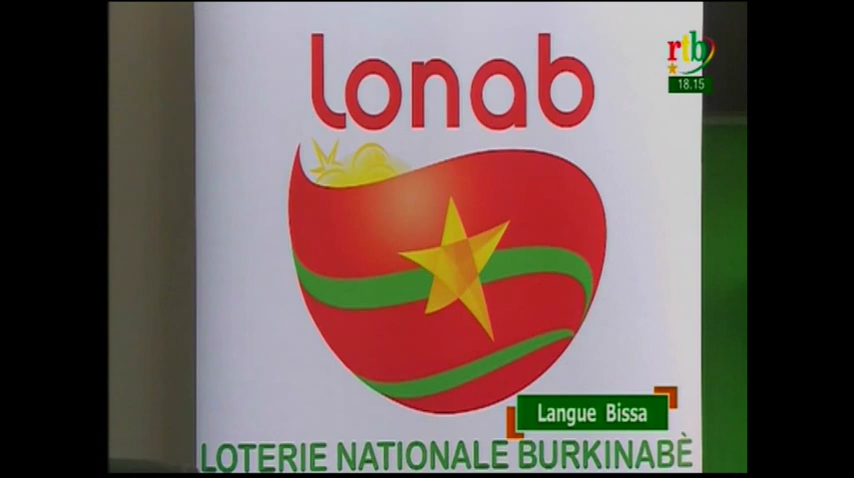 lonab
rtb
18.15
Langue Bissa
LOTERIE NATIONALE BURKINABÈ